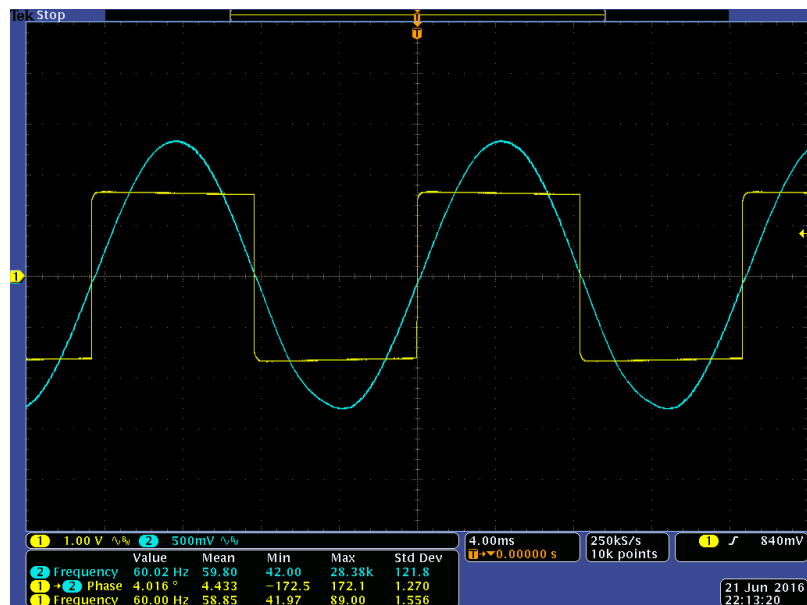 Tek Stop
T
T
1
1 1.00 V 2 500mV
4.00ms
T→▼0.00000 s
250kS/s
10k points
1 840mV
Value Mean Min Max Std Dev
2 Frequency 60.02 Hz 59.80 42.00 28.38k 121.8
1 →2 Phase 4.016 ° 4.433 −172.5 172.1 1.270
1 Frequency 60.00 Hz 58.85 41.97 89.00 1.556
21 Jun 2016
22:13:20